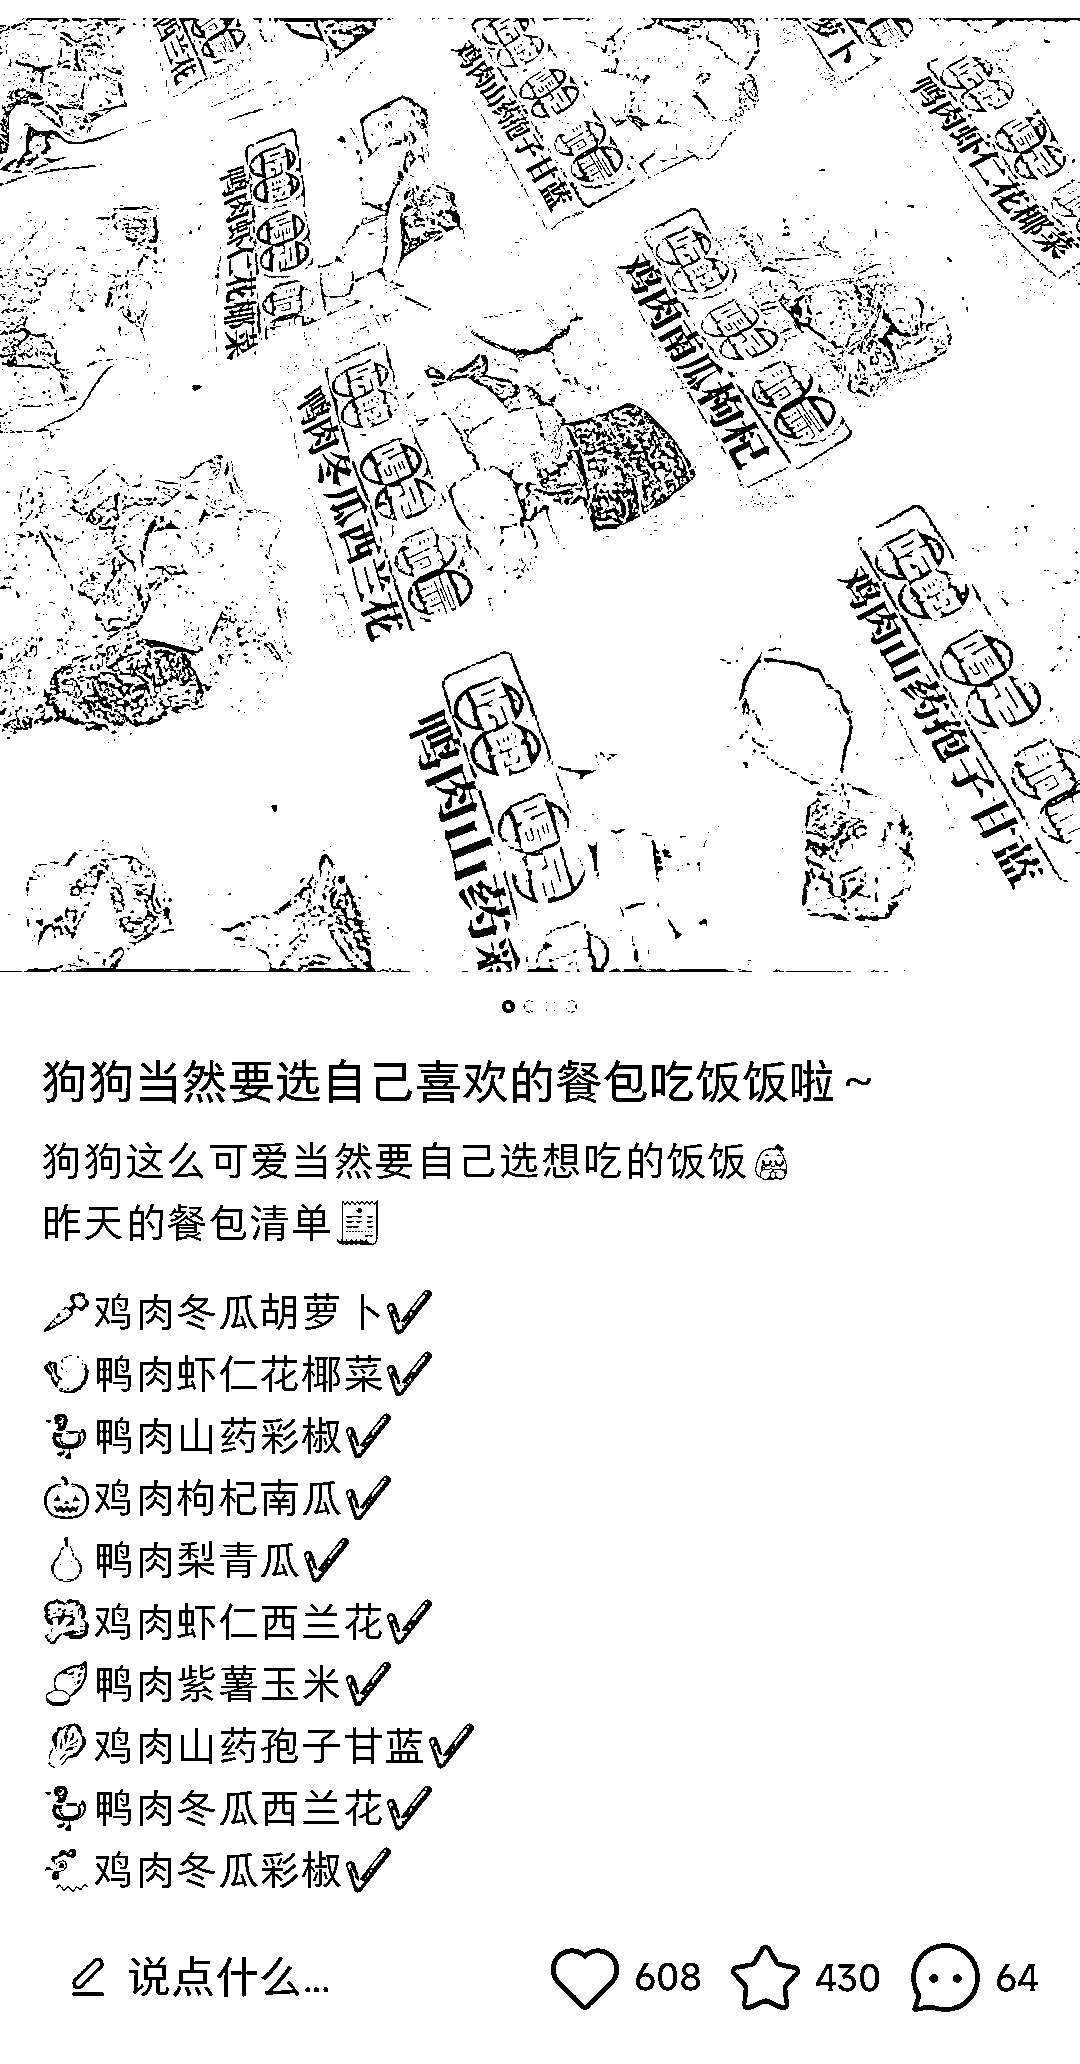 西兰花
鸡肉山药孢子甘蓝
萝卜
鸭肉虾仁花椰菜
鸭肉虾仁花椰菜
鸡肉南瓜枸杞
鸭肉冬瓜西兰花
鸡肉山药孢子甘蓝
鸭肉山药彩
狗狗当然要选自己喜欢的餐包吃饭饭啦~
狗狗这么可爱当然要自己选想吃的饭饭
昨天的餐包清单
鸡肉冬瓜胡萝卜✔
鸭肉虾仁花椰菜✔
鸭肉山药彩椒✔
鸡肉枸杞南瓜✔
鸭肉梨青瓜✔
鸡肉虾仁西兰花✔
鸭肉紫薯玉米✔
鸡肉山药孢子甘蓝✔
鸭肉冬瓜西兰花✔
鸡肉冬瓜彩椒✔
说点什么... 608 430 64